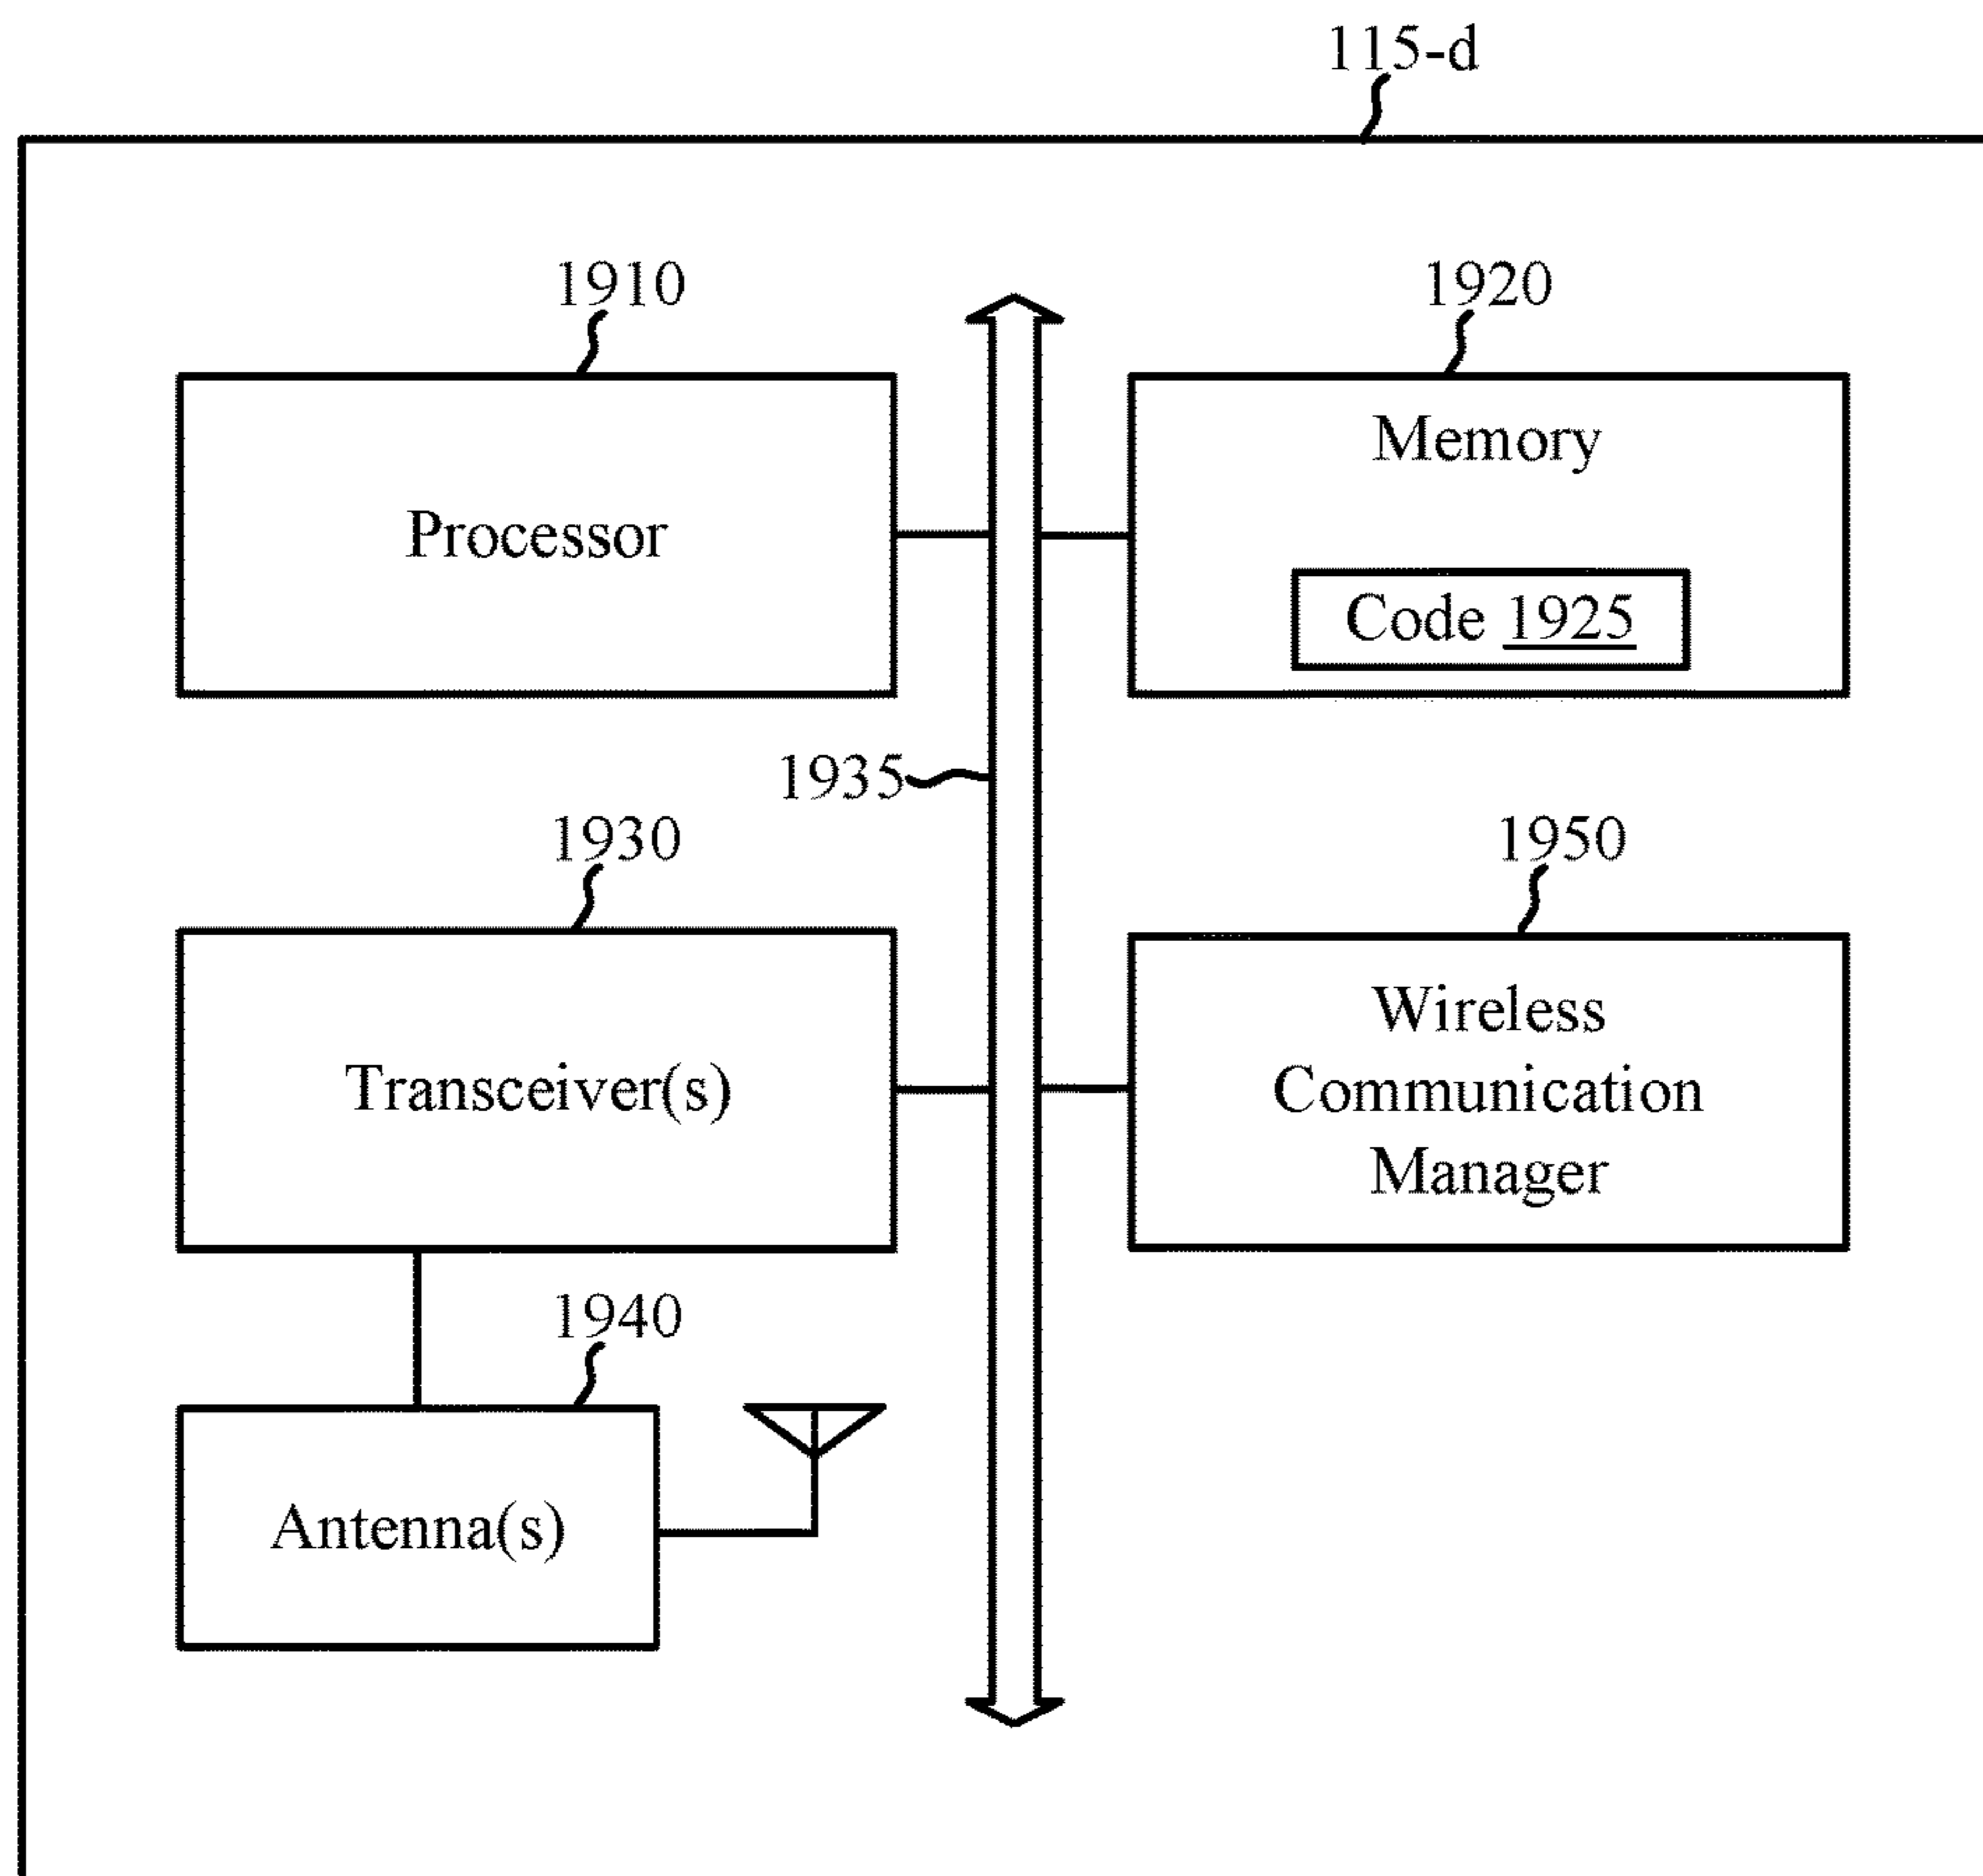 115-d
1910
1920
Processor
Memory
Code 1925
1935
1930
1950
Transceiver(s)
Wireless
Communication
Manager
1940
Antenna(s)